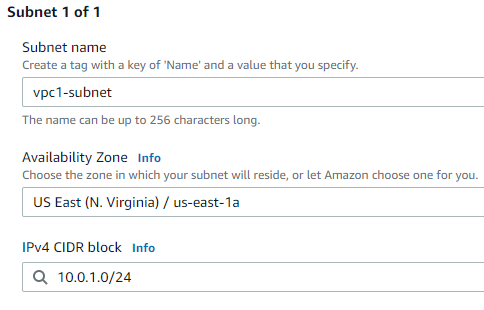 Subnet 1 of 1
Subnet name
Create a tag with a key of 'Name' and a value that you specify.
vpc1-subnet
The name can be up to 256 characters long.
Availability Zone Info
Choose the zone in which your subnet will reside, or let Amazon choose one for you.
US East (N. Virginia) / us-east-1a
IPv4 CIDR block Info
10.0.1.0/24